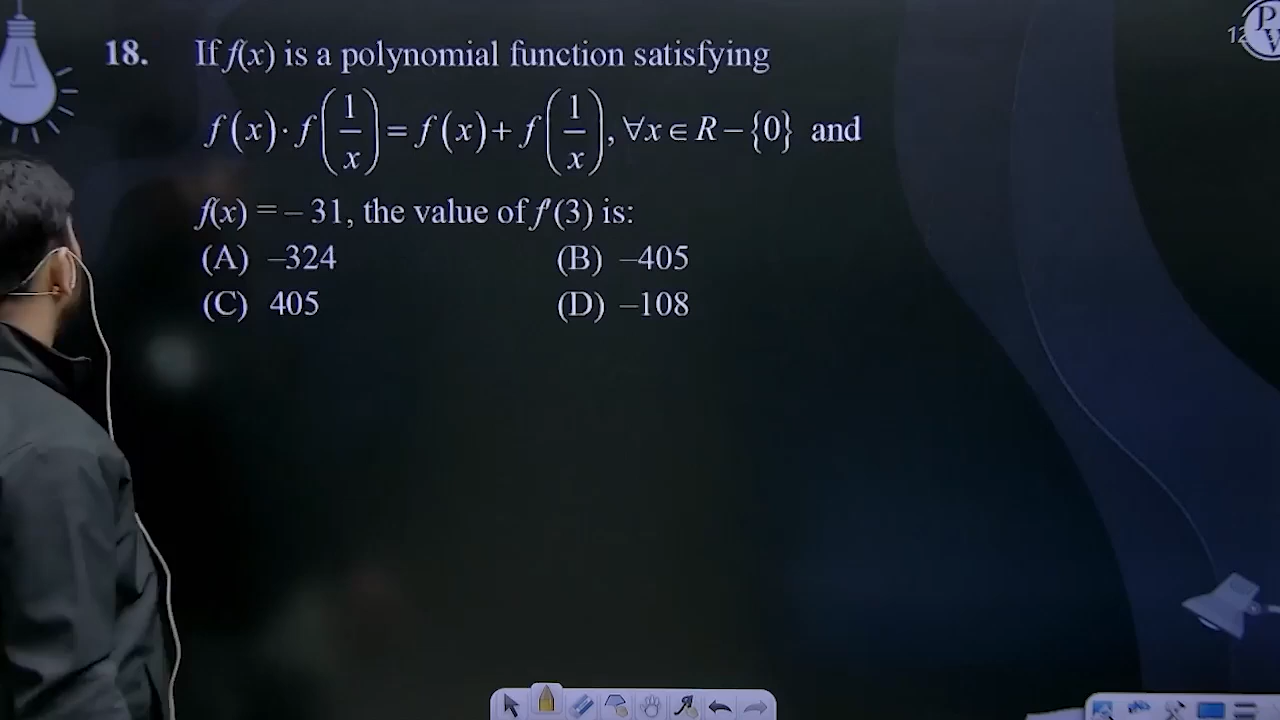 18. If f(x) is a polynomial function satisfying
f(x)·f(1/x) = f(x)+f(1/x), ∀x∈R−{0} and
f(x) = – 31, the value of f'(3) is:
(A) –324 (B) –405
(C) 405 (D) –108